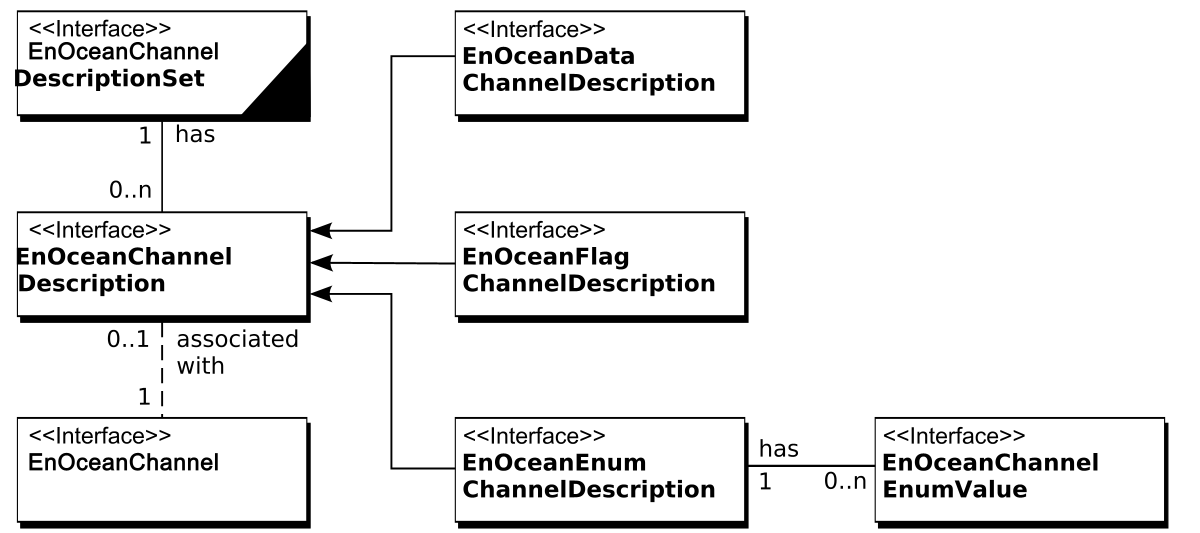 <<Interface>>
EnOceanChannel
DescriptionSet
<<Interface>>
EnOceanData
ChannelDescription
1 has
0..n
<<Interface>>
EnOceanChannel
Description
<<Interface>>
EnOceanFlag
ChannelDescription
0..1 associated
with
1
<<Interface>>
EnOceanChannel
<<Interface>>
EnOceanEnum
ChannelDescription
has
1 0..n
<<Interface>>
EnOceanChannel
EnumValue